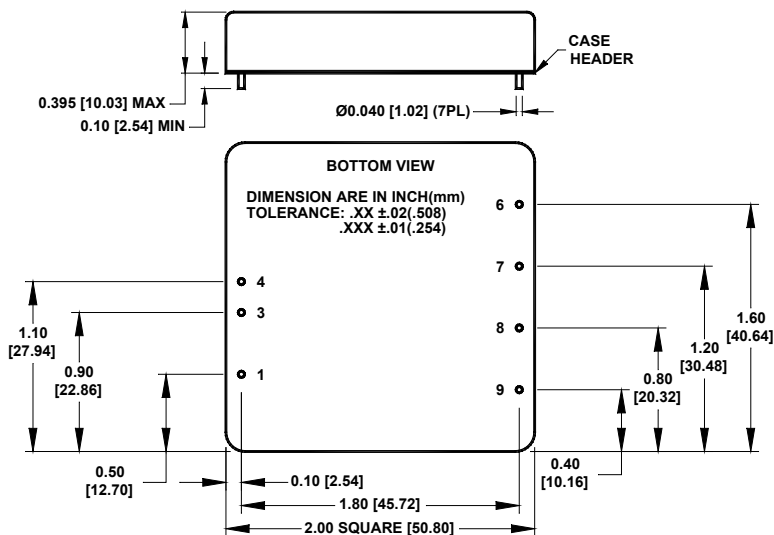 CASE
HEADER
0.395 [10.03] MAX
0.10 [2.54] MIN
Ø0.040 [1.02] (7PL)
BOTTOM VIEW
DIMENSION ARE IN INCH(mm)
TOLERANCE: .XX ±.02(.508)
.XXX ±.01(.254)
6
7
4
3
8
1
9
1.10
[27.94]
0.90
[22.86]
0.50
[12.70]
1.60
[40.64]
1.20
[30.48]
0.80
[20.32]
0.40
[10.16]
0.10 [2.54]
1.80 [45.72]
2.00 SQUARE [50.80]